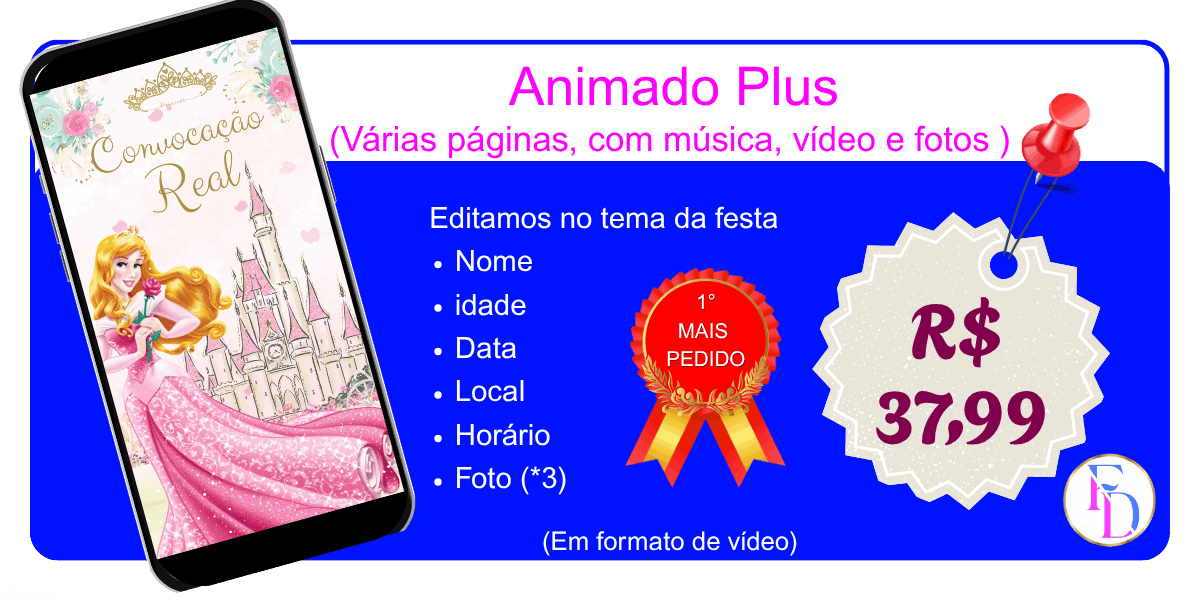 Animado Plus
(Várias páginas, com música, vídeo e fotos )
Convocação
Real
Editamos no tema da festa
• Nome
• idade
• Data
• Local
• Horário
• Foto (*3)
(Em formato de vídeo)
1°
MAIS
PEDIDO
R$
37,99
FD